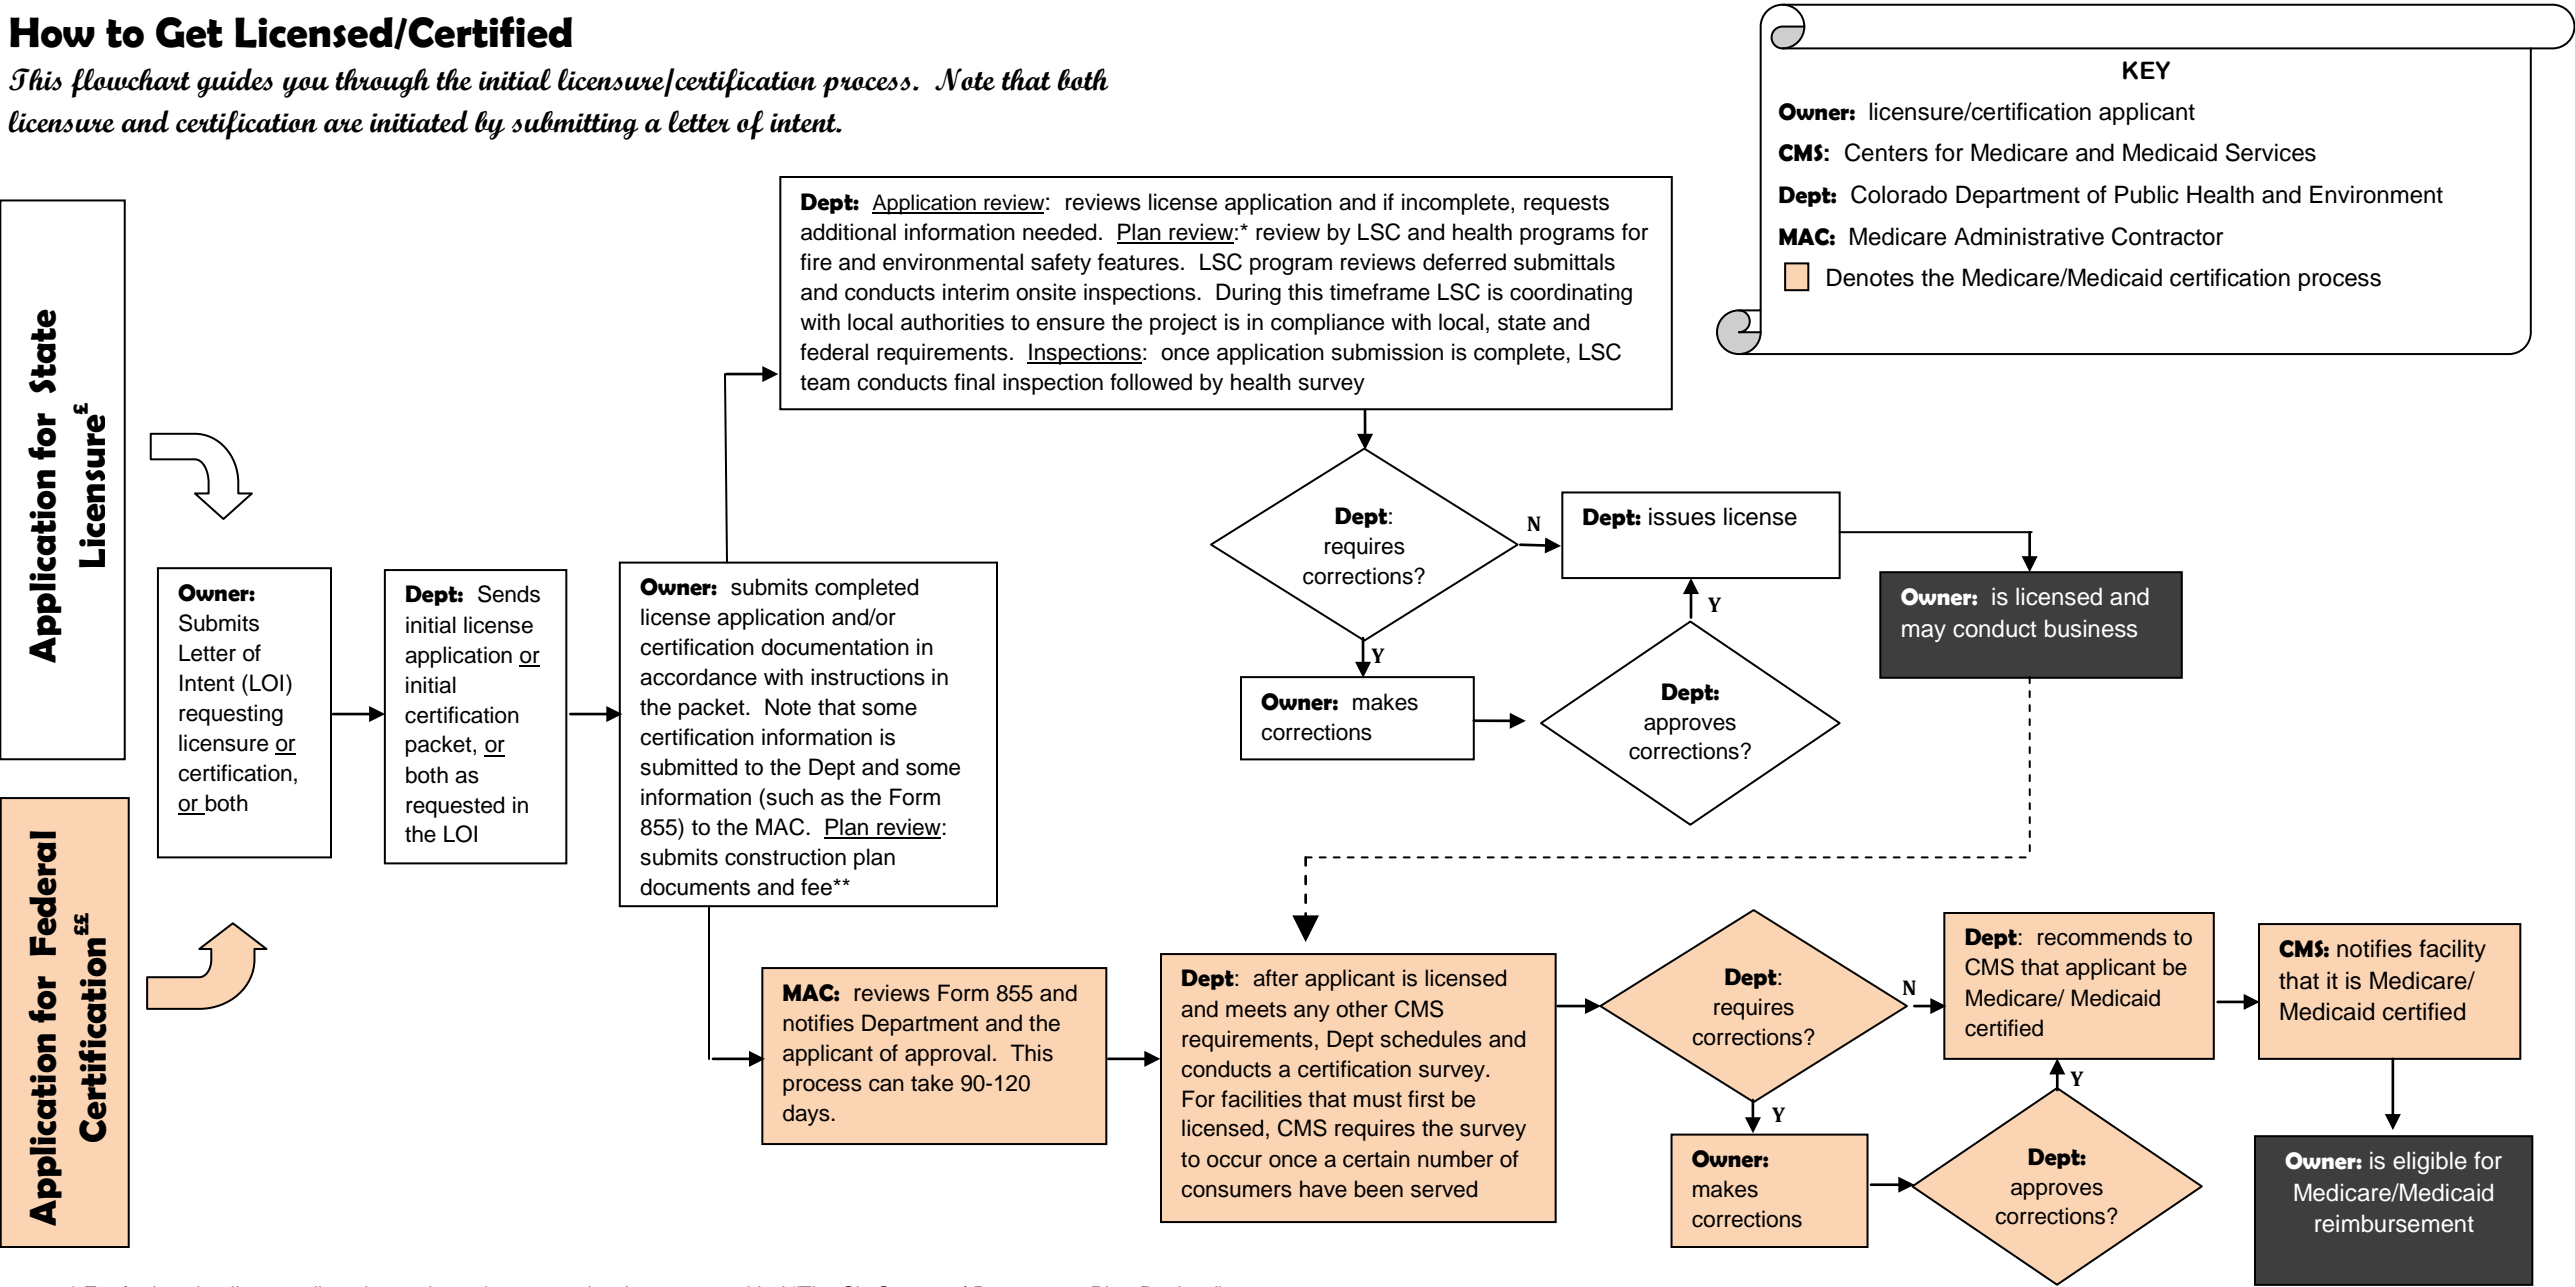 How to Get Licensed/Certified
This flowchart guides you through the initial licensure/certification process. Note that both
licensure and certification are initiated by submitting a letter of intent.
KEY
Owner: licensure/certification applicant
CMS: Centers for Medicare and Medicaid Services
Dept: Colorado Department of Public Health and Environment
MAC: Medicare Administrative Contractor
Denotes the Medicare/Medicaid certification process
Application for State
Licensure£
Application for Federal
Certification££
Owner:
Submits
Letter of
Intent (LOI)
requesting
licensure or
certification,
or both
Dept: Sends
initial license
application or
initial
certification
packet, or
both as
requested in
the LOI
Owner: submits completed
license application and/or
certification documentation in
accordance with instructions in
the packet. Note that some
certification information is
submitted to the Dept and some
information (such as the Form
855) to the MAC. Plan review:
submits construction plan
documents and fee**
Dept: Application review: reviews license application and if incomplete, requests
additional information needed. Plan review:* review by LSC and health programs for
fire and environmental safety features. LSC program reviews deferred submittals
and conducts interim onsite inspections. During this timeframe LSC is coordinating
with local authorities to ensure the project is in compliance with local, state and
federal requirements. Inspections: once application submission is complete, LSC
team conducts final inspection followed by health survey
Dept:
requires
corrections?
N
Dept: issues license
Y
Owner: makes
corrections
Dept:
approves
corrections?
Y
Owner: is licensed and
may conduct business
MAC: reviews Form 855 and
notifies Department and the
applicant of approval. This
process can take 90-120
days.
Dept: after applicant is licensed
and meets any other CMS
requirements, Dept schedules and
conducts a certification survey.
For facilities that must first be
licensed, CMS requires the survey
to occur once a certain number of
consumers have been served
Dept:
requires
corrections?
N
Dept: recommends to
CMS that applicant be
Medicare/ Medicaid
certified
CMS: notifies facility
that it is Medicare/
Medicaid certified
Y
Owner:
makes
corrections
Dept:
approves
corrections?
Y
Owner: is eligible for
Medicare/Medicaid
reimbursement